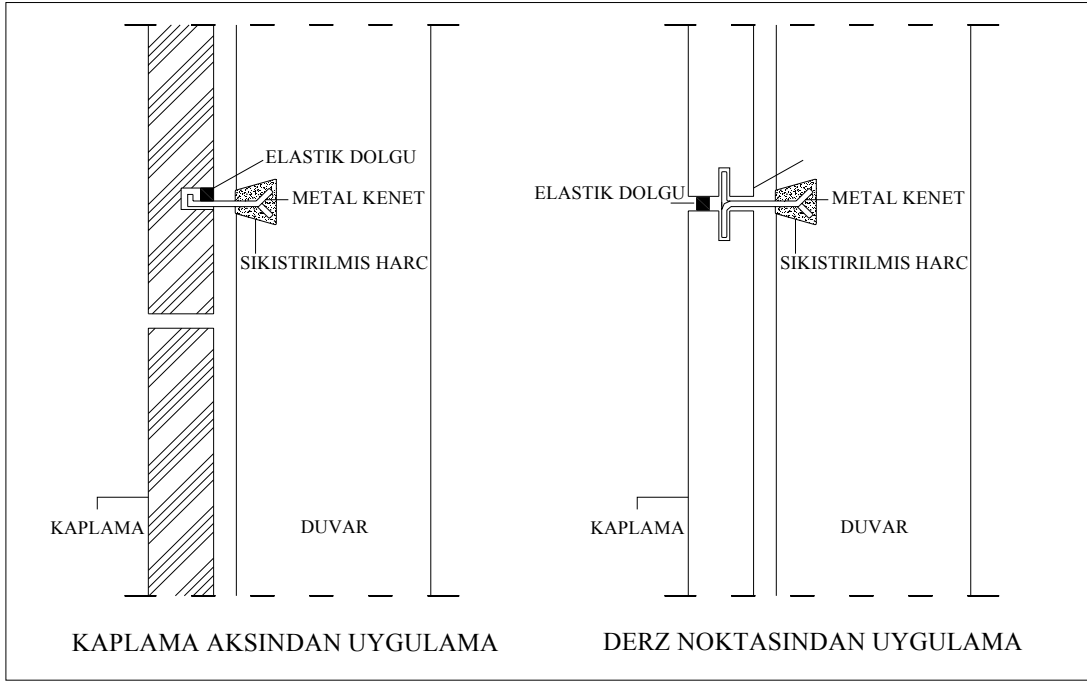 ELASTIK DOLGU
METAL KENET
SIKISTIRILMIS HARC
KAPLAMA
DUVAR
KAPLAMA AKSINDAN UYGULAMA
ELASTIK DOLGU
METAL KENET
SIKISTIRILMIS HARC
KAPLAMA
DUVAR
DERZ NOKTASINDAN UYGULAMA